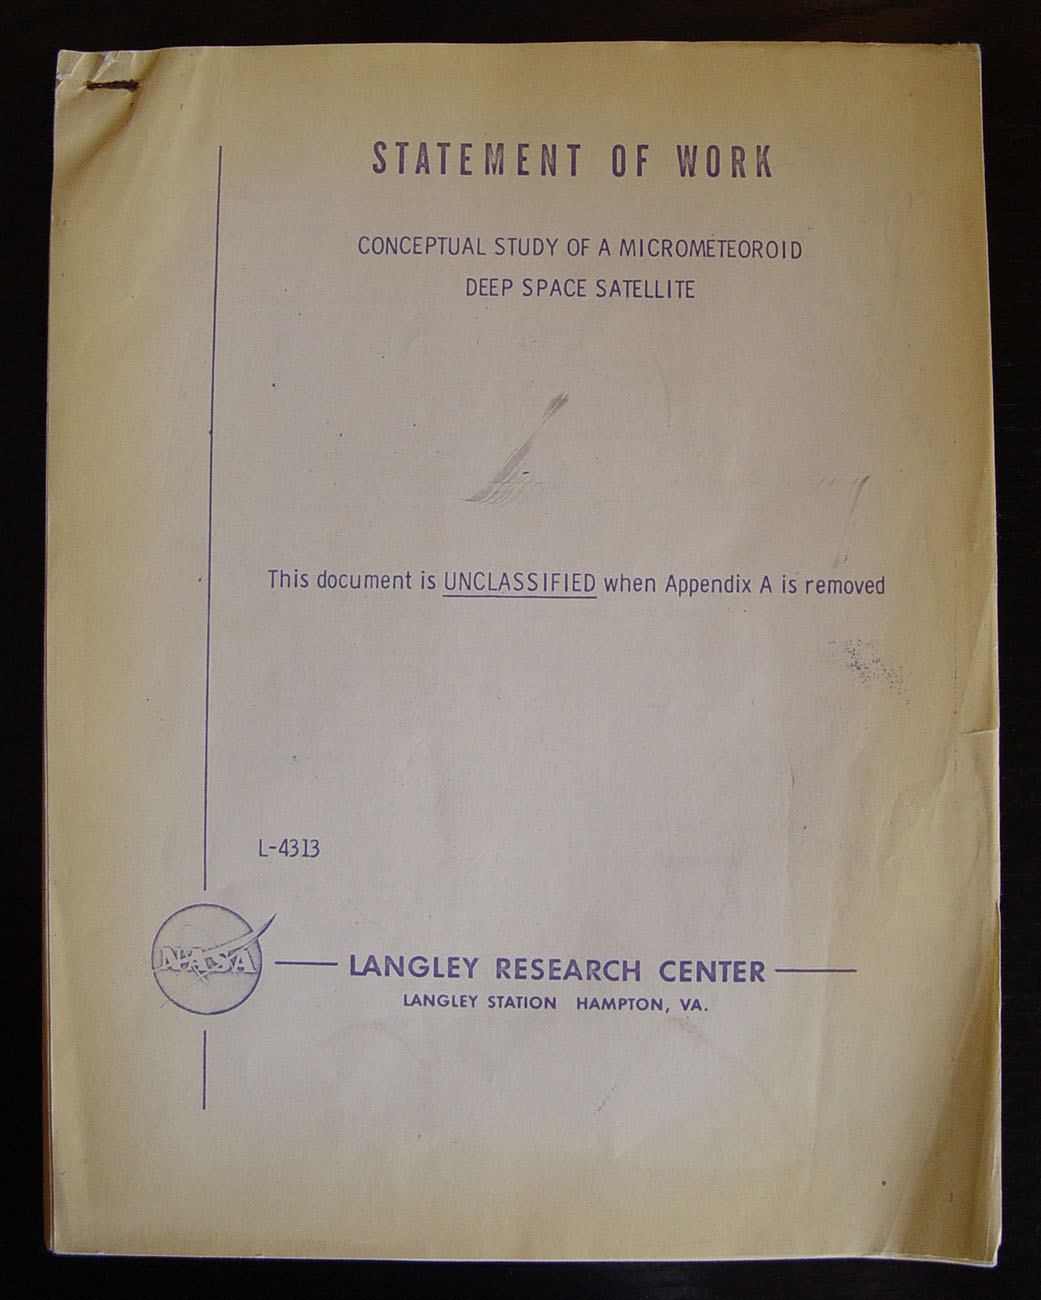 STATEMENT OF WORK
CONCEPTUAL STUDY OF A MICROMETEOROID
DEEP SPACE SATELLITE
This document is UNCLASSIFIED when Appendix A is removed
L-4313
NASA
LANGLEY RESEARCH CENTER
LANGLEY STATION HAMPTON, VA.